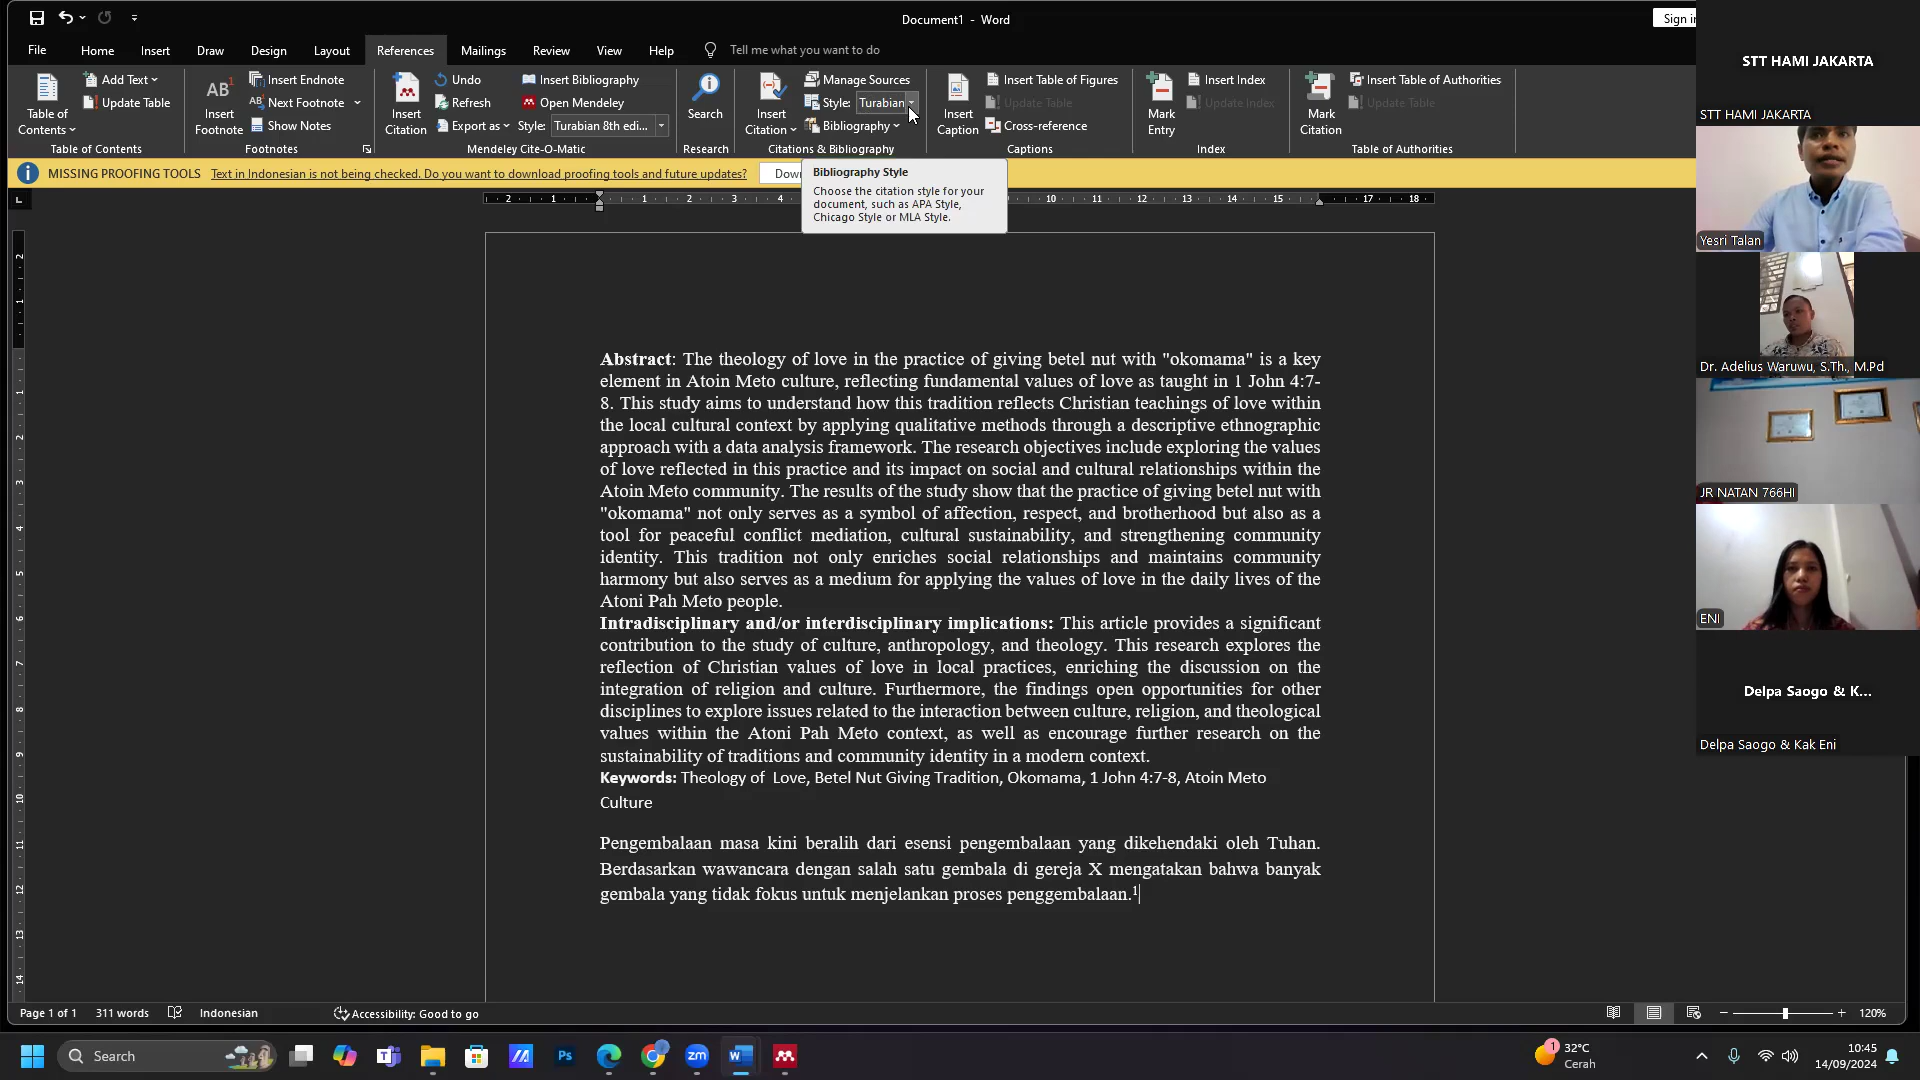 Document1 - Word
Sign in
File Home Insert Draw Design Layout References Mailings Review View Help Tell me what you want to do
Table of Contents
Add Text
Update Table
Table of Contents
AB1
Insert Footnote
Insert Endnote
Next Footnote
Show Notes
Footnotes
Insert Citation
Undo
Refresh
Export as
Insert Bibliography
Open Mendeley
Style: Turabian 8th edi...
Mendeley Cite-O-Matic
Search
Research
Insert Citation
Manage Sources
Style: Turabian
Bibliography
Citations & Bibliography
Insert Caption
Insert Table of Figures
Update Table
Cross-reference
Captions
Mark Entry
Insert Index
Update Index
Index
Mark Citation
Insert Table of Authorities
Update Table
Table of Authorities
MISSING PROOFING TOOLS Text in Indonesian is not being checked. Do you want to download proofing tools and future updates? Down
Bibliography Style
Choose the citation style for your
document, such as APA Style,
Chicago Style or MLA Style.
Abstract: The theology of love in the practice of giving betel nut with "okomama" is a key
element in Atoin Meto culture, reflecting fundamental values of love as taught in 1 John 4:7-
8. This study aims to understand how this tradition reflects Christian teachings of love within
the local cultural context by applying qualitative methods through a descriptive ethnographic
approach with a data analysis framework. The research objectives include exploring the values
of love reflected in this practice and its impact on social and cultural relationships within the
Atoin Meto community. The results of the study show that the practice of giving betel nut with
"okomama" not only serves as a symbol of affection, respect, and brotherhood but also as a
tool for peaceful conflict mediation, cultural sustainability, and strengthening community
identity. This tradition not only enriches social relationships and maintains community
harmony but also serves as a medium for applying the values of love in the daily lives of the
Atoni Pah Meto people.
Intradisciplinary and/or interdisciplinary implications: This article provides a significant
contribution to the study of culture, anthropology, and theology. This research explores the
reflection of Christian values of love in local practices, enriching the discussion on the
integration of religion and culture. Furthermore, the findings open opportunities for other
disciplines to explore issues related to the interaction between culture, religion, and theological
values within the Atoni Pah Meto context, as well as encourage further research on the
sustainability of traditions and community identity in a modern context.
Keywords: Theology of  Love, Betel Nut Giving Tradition, Okomama, 1 John 4:7-8, Atoin Meto
Culture
Pengembalaan masa kini beralih dari esensi pengembalaan yang dikehendaki oleh Tuhan.
Berdasarkan wawancara dengan salah satu gembala di gereja X mengatakan bahwa banyak
gembala yang tidak fokus untuk menjelankan proses penggembalaan.1
STT HAMI JAKARTA
STT HAMI JAKARTA
Yesri Talan
Dr. Adelius Waruwu, S.Th., M.Pd
JR NATAN 766HI
ENI
Delpa Saogo & K...
Delpa Saogo & Kak Eni
Page 1 of 1 311 words Indonesian Accessibility: Good to go 120%
Search
Ps
zm
1
32°C
Cerah
10:45
14/09/2024